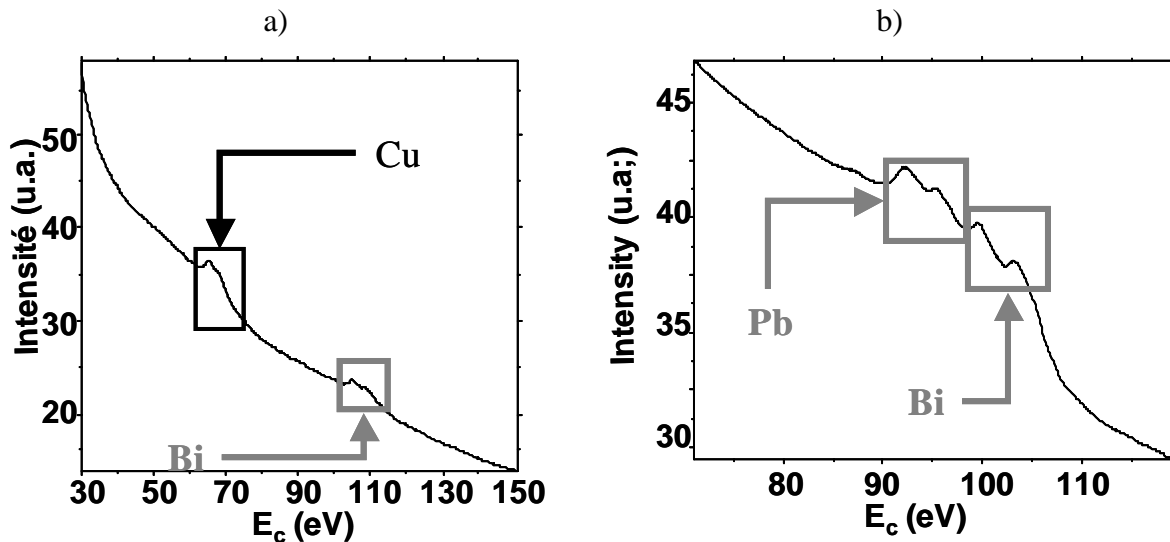 a)
50
40
30
20
Intensité (u.a.)
Cu
Bi
30 50 70 90 110 130 150
E_c (eV)
b)
45
40
35
30
Intensity (u.a;)
Pb
Bi
80 90 100 110
E_c (eV)